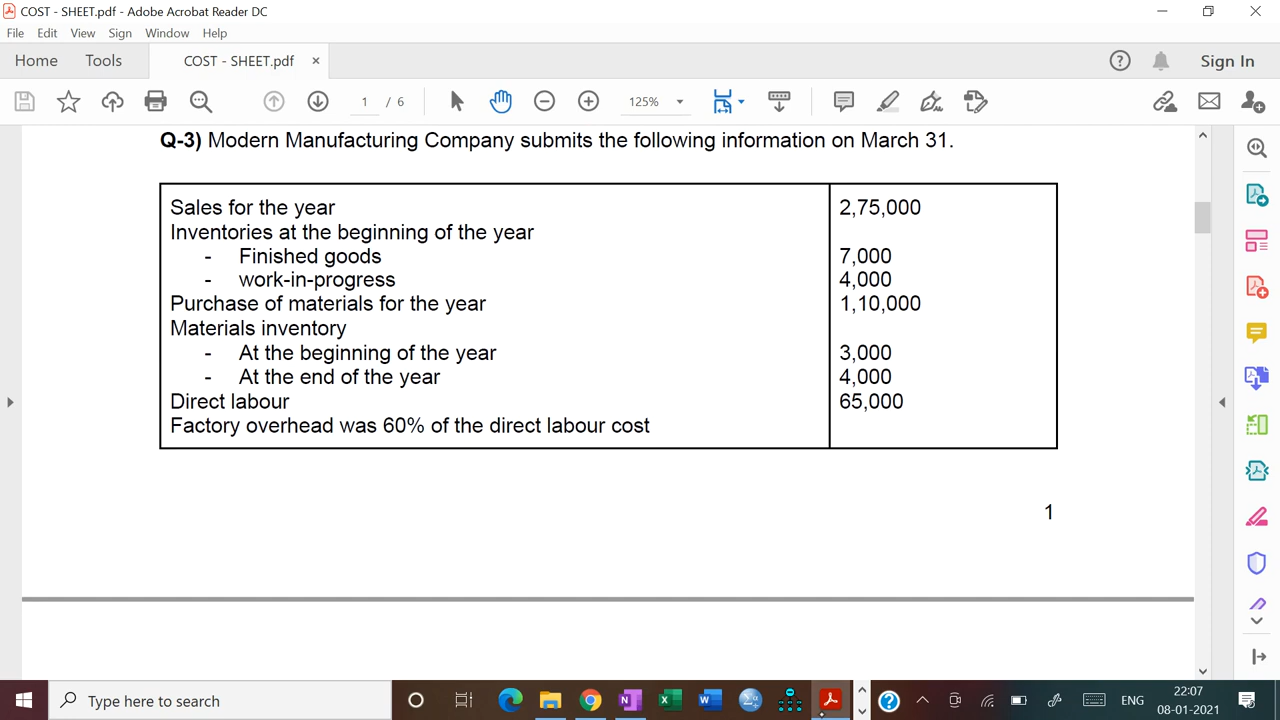 COST - SHEET.pdf - Adobe Acrobat Reader DC
File Edit View Sign Window Help
Home Tools COST - SHEET.pdf × Sign In
1 / 6 125%
Q-3) Modern Manufacturing Company submits the following information on March 31.
Sales for the year 2,75,000
Inventories at the beginning of the year
- Finished goods 7,000
- work-in-progress 4,000
Purchase of materials for the year 1,10,000
Materials inventory
- At the beginning of the year 3,000
- At the end of the year 4,000
Direct labour 65,000
Factory overhead was 60% of the direct labour cost
1
Type here to search ENG 22:07
08-01-2021